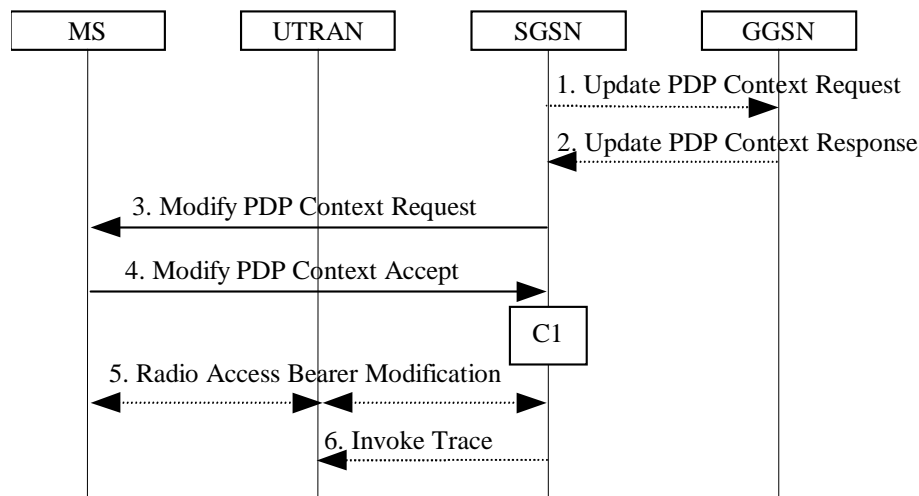 MS UTRAN SGSN GGSN
1. Update PDP Context Request
2. Update PDP Context Response
3. Modify PDP Context Request
4. Modify PDP Context Accept
C1
5. Radio Access Bearer Modification
6. Invoke Trace